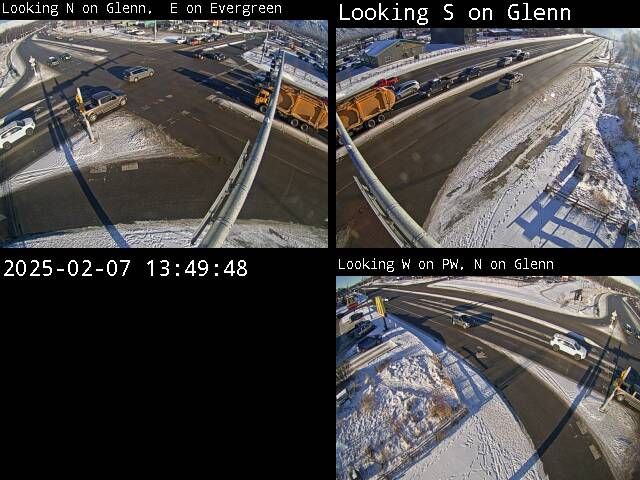 Looking N on Glenn,  E on Evergreen
Looking S on Glenn
2025-02-07 13:49:48
Looking W on PW, N on Glenn